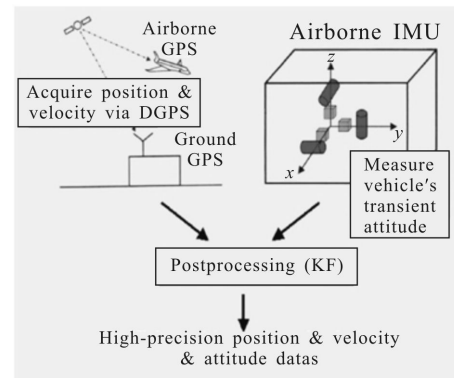 Airborne
GPS
Acquire position &
velocity via DGPS
Ground
GPS
Airborne IMU
z
y
x
Measure
vehicle's
transient
attitude
Postprocessing (KF)
High-precision position & velocity
& attitude datas